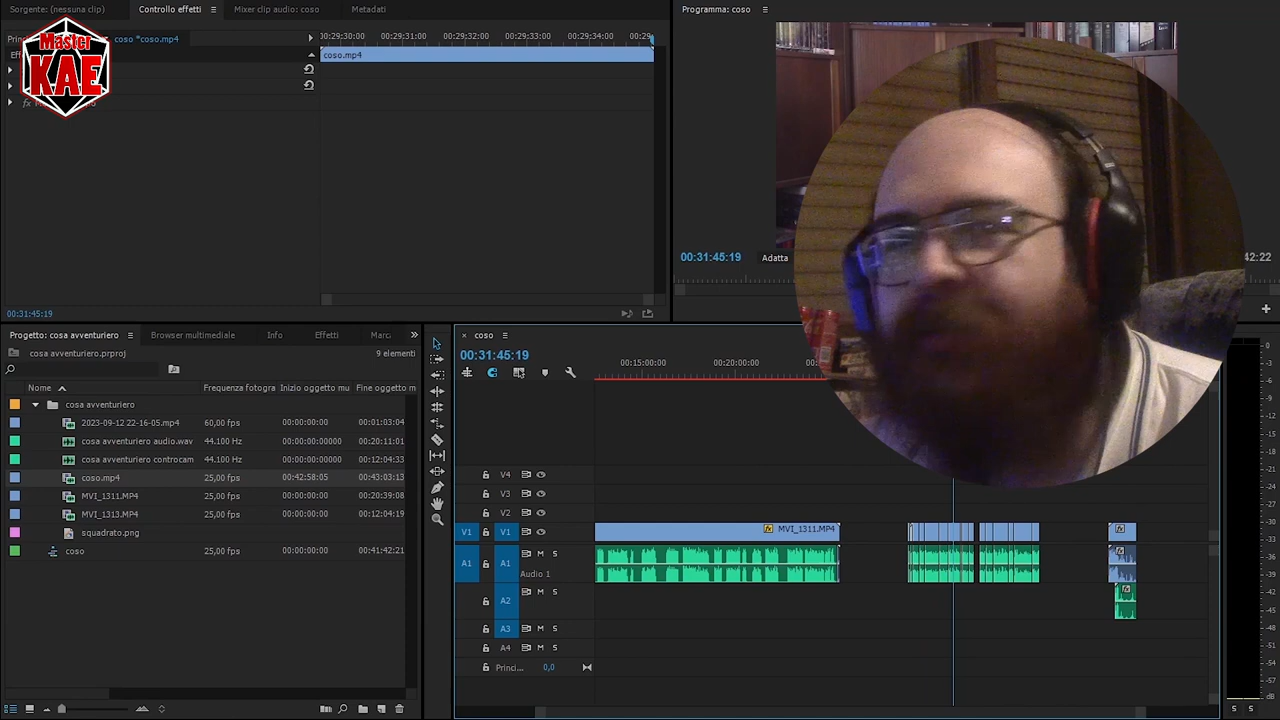 Sorgente: (nessuna clip)
Controllo effetti
Mixer clip audio: coso
Metadati
Programma: coso
Master
KAE
coso *coso.mp4
00:29:31:00
00:29:32:00
00:29:33:00
00:29:34:00
coso.mp4
00:31:45:19
Adatta
42:22
00:31:45:19
Progetto: cosa avventuriero
Browser multimediale
Info
Effetti
coso
cosa avventuriero.prproj
9 elementi
00:31:45:19
00:15:00:00
00:20:00:00
Nome
Frequenza fotogra
Inizio oggetto mu
Fine oggetto m
cosa avventuriero
2023-09-12 22-16-05.mp4
60,00 fps
00:00:00:00
00:01:03:04
cosa avventuriero audio.wav
44.100 Hz
00:00:00:00000
00:20:11:01
cosa avventuriero controcam
44.100 Hz
00:00:00:00000
00:12:04:33
coso.mp4
25,00 fps
00:42:58:05
00:43:03:13
MVI_1311.MP4
25,00 fps
00:00:00:00
00:20:39:08
MVI_1313.MP4
25,00 fps
00:00:00:00
00:12:04:19
squadrato.png
coso
25,00 fps
00:00:00:00
00:41:42:21
V4
V3
V2
V1
V1
fx
MVI_1311.MP4
A1
A1
M
S
Audio 1
A2
M
S
A3
M
S
A4
M
S
Princ...
0,0
S
S